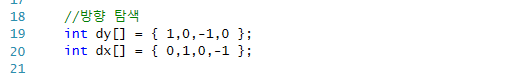 18 //방향 탐색
19 int dy[] = { 1,0,-1,0 };
20 int dx[] = { 0,1,0,-1 };
21